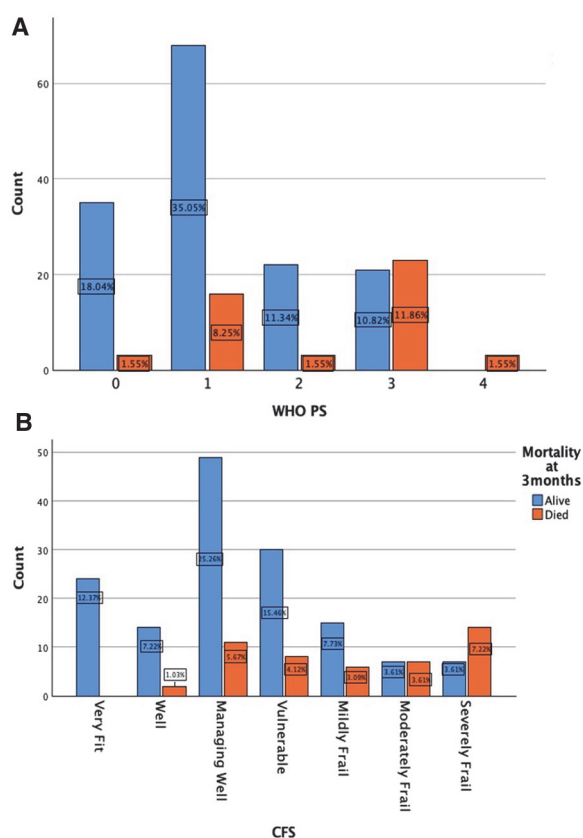 A
Count
60
40
20
0
18.04%
1.55%
35.05%
8.25%
11.34%
1.55%
10.82%
11.86%
1.55%
0 1 2 3 4
WHO PS
B
Count
50
40
30
20
10
0
12.37%
7.22%
1.03%
25.26%
5.67%
15.46%
4.12%
7.73%
3.09%
3.61%
3.61%
3.61%
7.22%
Very Fit
Well
Managing Well
Vulnerable
Mildly Frail
Moderately Frail
Severely Frail
CFS
Mortality
at
3months
Alive
Died